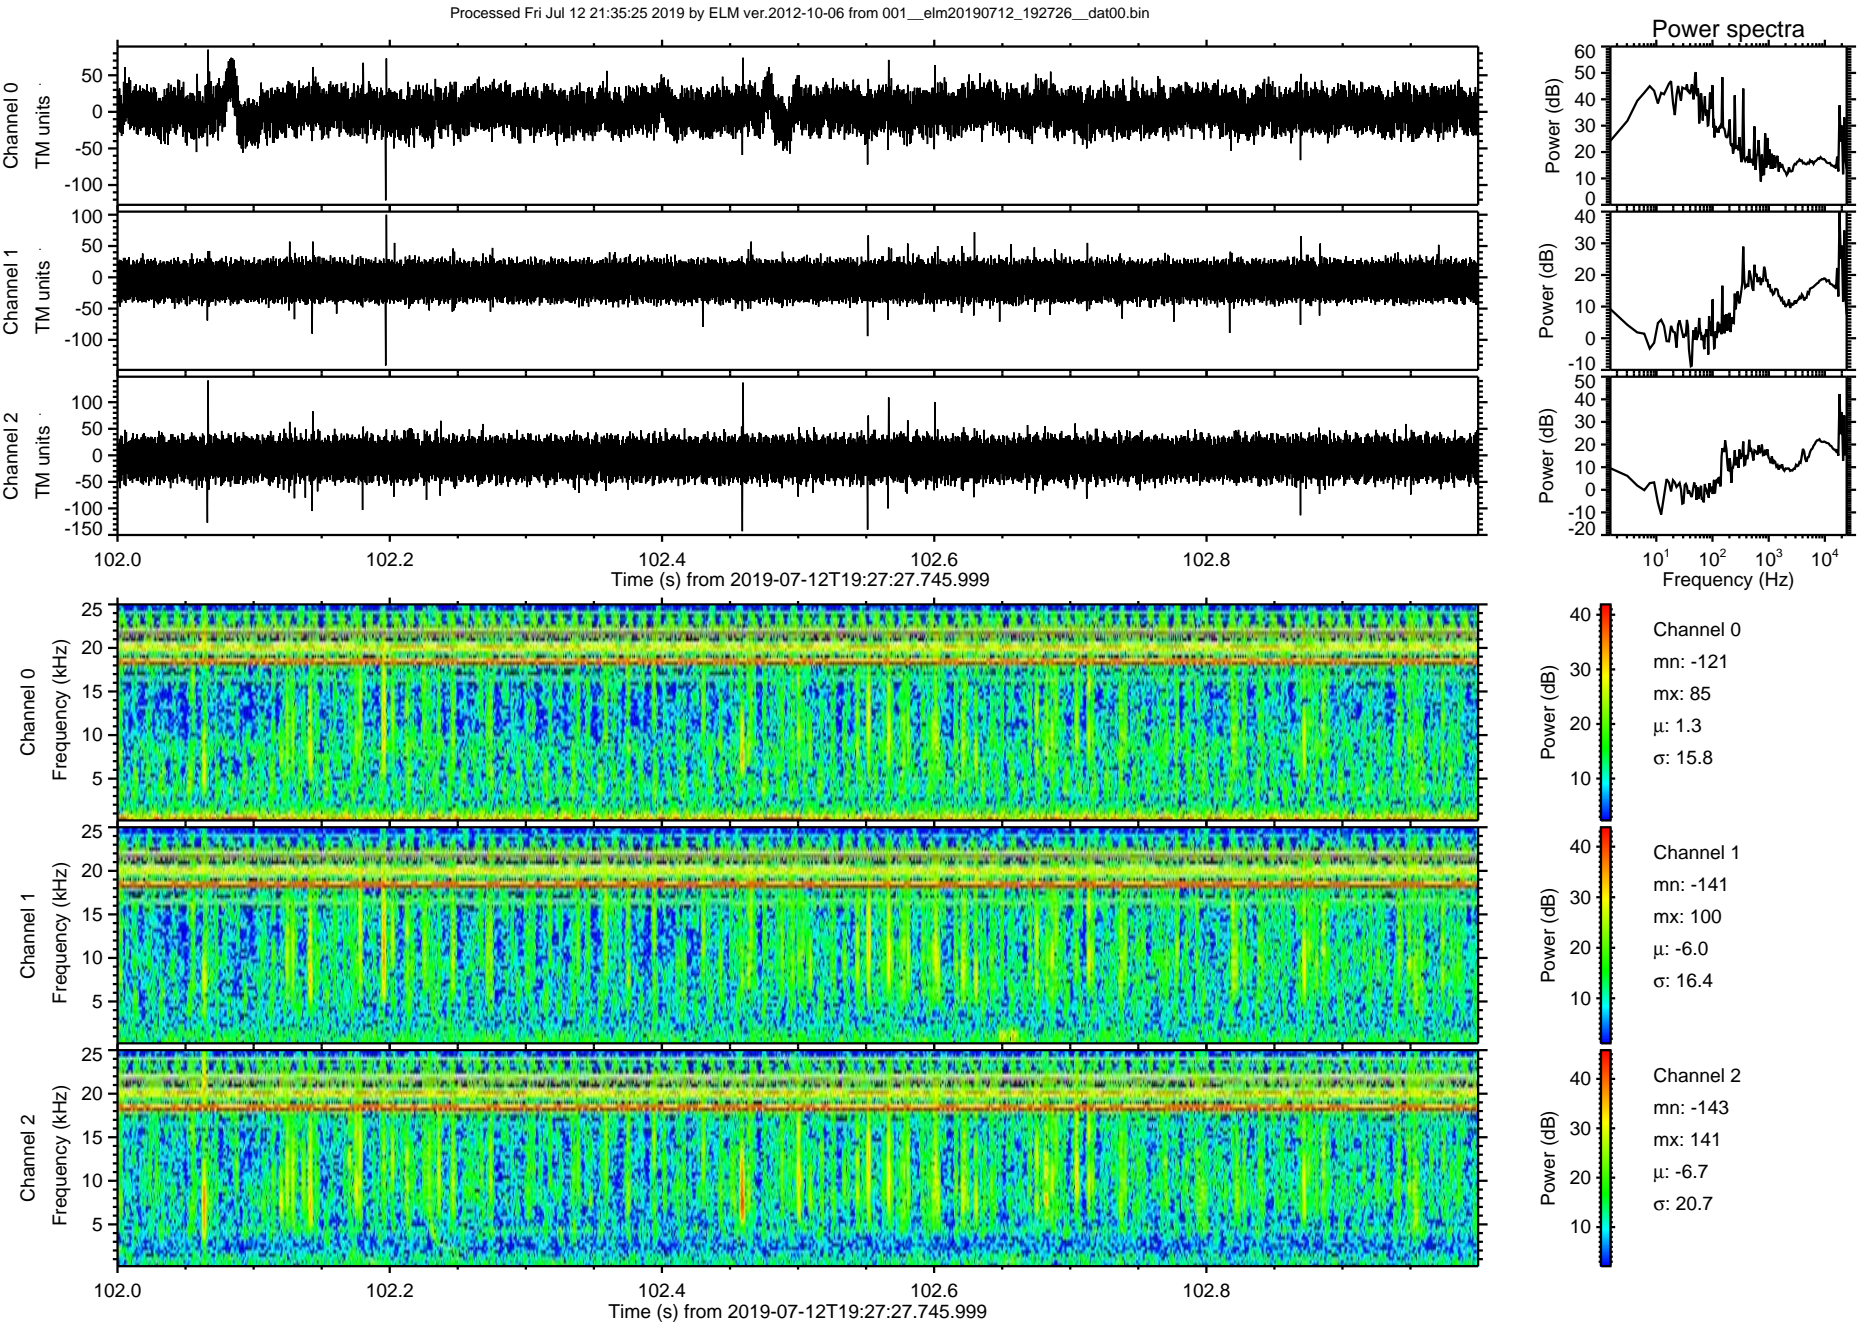 Processed Fri Jul 12 21:35:25 2019 by ELM ver.2012-10-06 from 001__elm20190712_192726__dat00.bin
Power spectra
Channel 0
TM units
50
0
-50
-100
Power (dB)
60
50
40
30
20
10
0
Channel 1
TM units
100
50
0
-50
-100
Power (dB)
40
30
20
10
0
-10
Channel 2
TM units
100
50
0
-50
-100
-150
Power (dB)
50
40
30
20
10
0
-10
-20
102.0 102.2 102.4 102.6 102.8
Time (s) from 2019-07-12T19:27:27.745.999
10^1 10^2 10^3 10^4
Frequency (Hz)
Channel 0
Frequency (kHz)
25
20
15
10
5
Power (dB)
40
30
20
10
Channel 0
mn: -121
mx: 85
μ: 1.3
σ: 15.8
Channel 1
Frequency (kHz)
25
20
15
10
5
Power (dB)
40
30
20
10
Channel 1
mn: -141
mx: 100
μ: -6.0
σ: 16.4
Channel 2
Frequency (kHz)
25
20
15
10
5
Power (dB)
40
30
20
10
Channel 2
mn: -143
mx: 141
μ: -6.7
σ: 20.7
102.0 102.2 102.4 102.6 102.8
Time (s) from 2019-07-12T19:27:27.745.999